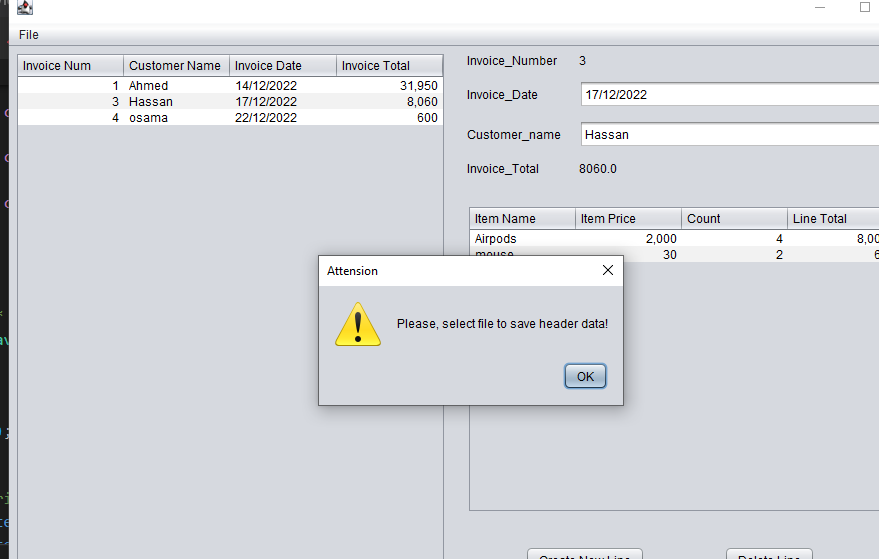 File
Invoice Num Customer Name Invoice Date Invoice Total
1 Ahmed 14/12/2022 31,950
3 Hassan 17/12/2022 8,060
4 osama 22/12/2022 600
Invoice_Number 3
Invoice_Date 17/12/2022
Customer_name Hassan
Invoice_Total 8060.0
Item Name Item Price Count Line Total
Airpods 2,000 4 8,00
mouse 30 2 6
Attension
Please, select file to save header data!
OK
Create New Line Delete Line